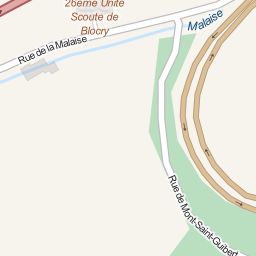 26ème Unité
Scoute de
Blocry
Malaise
Rue de la Malaise
Rue de Mont-Saint-Guibert